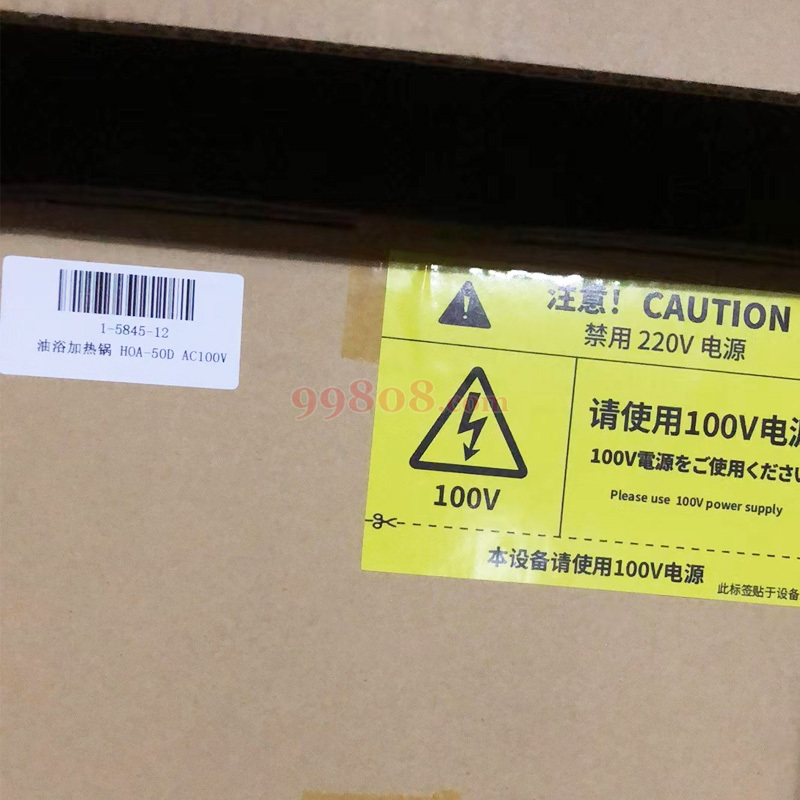 1-5845-12
油浴加热锅 HOA-50D AC100V
注意！ CAUTION
禁用 220V 电源
100V
请使用100V电源
100V電源をご使用ください
Please use 100V power supply
本设备请使用100V电源
此标签贴于设备
99808.com